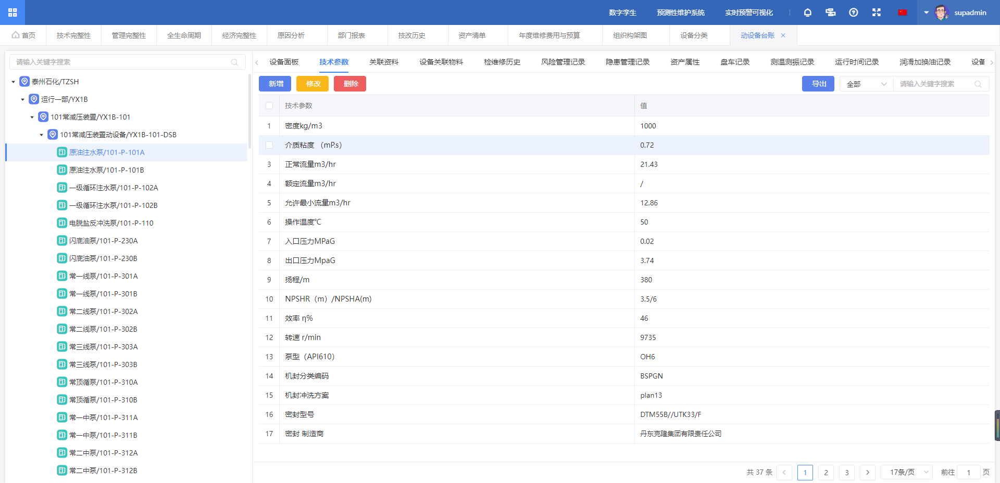 数字孪生 预测性维护系统 实时预警可视化 supadmin
首页 技术完整性 管理完整性 全生命周期 经济完整性 原因分析 部门报表 技改历史 资产清单 年度维修费用与预算 组织构架图 设备分类 动设备台账
请输入关键字搜索
泰州石化/TZSH
运行一部/YX1B
101常减压装置/YX1B-101
101常减压装置动设备/YX1B-101-DSB
原油注水泵/101-P-101A
原油注水泵/101-P-101B
一级循环注水泵/101-P-102A
一级循环注水泵/101-P-102B
电脱盐反冲洗泵/101-P-110
闪底油泵/101-P-230A
闪底油泵/101-P-230B
常一线泵/101-P-301A
常一线泵/101-P-301B
常二线泵/101-P-302A
常二线泵/101-P-302B
常三线泵/101-P-303A
常三线泵/101-P-303B
常顶循泵/101-P-310A
常顶循泵/101-P-310B
常一中泵/101-P-311A
常一中泵/101-P-311B
常二中泵/101-P-312A
常二中泵/101-P-312B
设备面板 技术参数 关联资料 设备关联物料 检维修历史 风险管理记录 隐患管理记录 资产属性 盘车记录 测温测振记录 运行时间记录 润滑加换油记录 设备
新增 修改 删除 导出 全部 请输入关键字搜索
技术参数 值
1 密度kg/m3 1000
介质粘度 （mP.s） 0.72
3 正常流量m3/hr 21.43
4 额定流量m3/hr /
5 允许最小流量m3/hr 12.86
6 操作温度℃ 50
7 入口压力MPaG 0.02
8 出口压力MpaG 3.74
9 扬程/m 380
10 NPSHR（m）/NPSHA(m) 3.5/6
11 效率 η% 46
12 转速 r/min 9735
13 泵型（API610） OH6
14 机封分类编码 BSPGN
15 机封冲洗方案 plan13
16 密封型号 DTM55B//UTK33/F
17 密封 制造商 丹东克隆集团有限责任公司
共 37 条 1 2 3 17条/页 前往 1 页